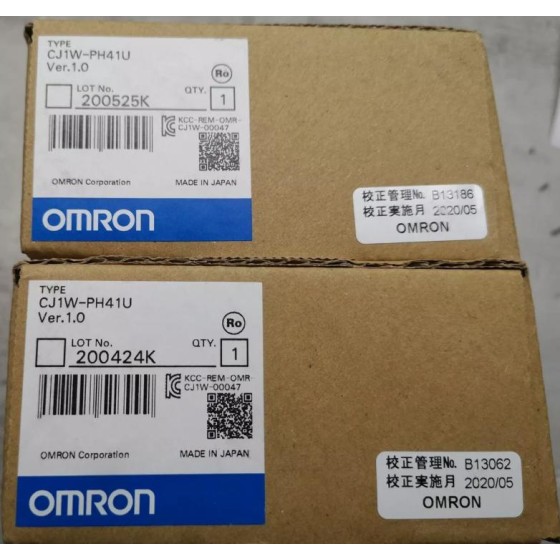 TYPE
CJ1W-PH41U
Ver.1.0
Ro
LOT No.
QTY.
200525K
1
KCC-REM-OMR-
CJ1W-00047
OMRON Corporation
MADE IN JAPAN
OMRON
校正管理No. B13186
校正実施月 2020/05
OMRON
TYPE
CJ1W-PH41U
Ver.1.0
Ro
LOT No.
QTY.
200424K
1
KCC-REM-OMR
CJ1W-00047
OMRON Corporation
MADE IN JAPAN
OMRON
校正管理No. B13062
校正実施月 2020/05
OMRON